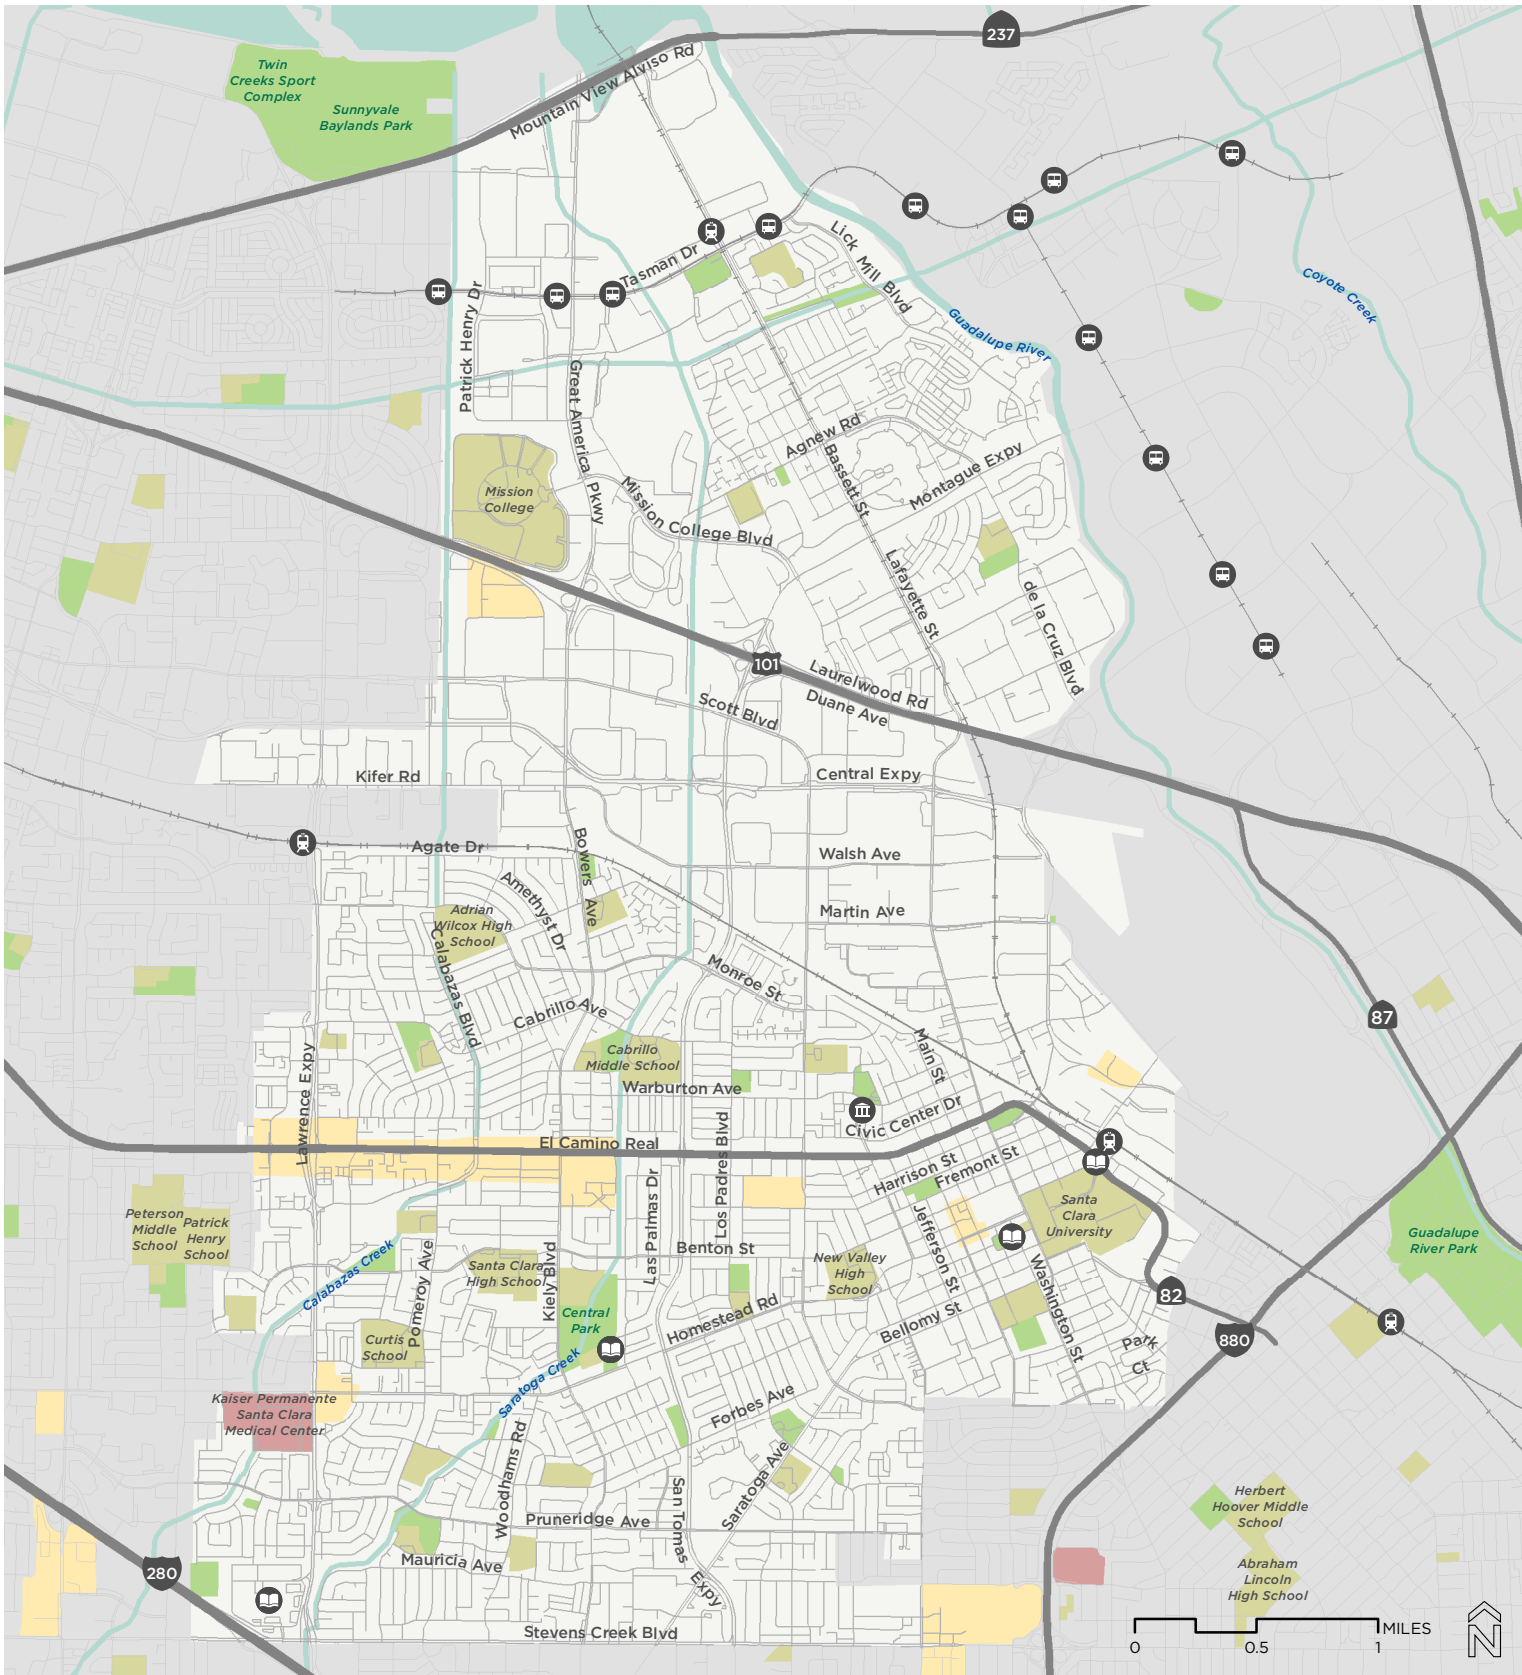 237
Mountain View Alviso Rd
Twin
Creeks Sport
Complex
Sunnyvale
Baylands Park
Tasman Dr
Lick Mill Blvd
Coyote Creek
Guadalupe River
Patrick Henry Dr
Great America Pkwy
Agnew Rd
Bassett St
Montague Expy
Mission
College
Mission College Blvd
Lafayette St
de la Cruz Blvd
101
Laurelwood Rd
Duane Ave
Scott Blvd
Kifer Rd
Central Expy
Agate Dr
Bowers Ave
Walsh Ave
Amethyst Dr
Adrian
Wilcox High
School
Martin Ave
Calabazas Blvd
Monroe St
Cabrillo Ave
87
Main St
Lawrence Expy
Cabrillo
Middle School
Warburton Ave
Civic Center Dr
El Camino Real
Los Padres Blvd
Harrison St
Fremont St
Las Palmas Dr
Peterson
Middle
School
Patrick
Henry
School
Santa
Clara
University
Jefferson St
Guadalupe
River Park
Calabazas Creek
Pomeroy Ave
Santa Clara
High School
Kiely Blvd
Benton St
New Valley
High
School
Washington St
82
Central
Park
Homestead Rd
Bellomy St
Park
Ct
880
Curtis
School
Saratoga Creek
Kaiser Permanente
Santa Clara
Medical Center
Forbes Ave
Woodhams Rd
Saratoga Ave
San Tomas Expy
Pruneridge Ave
Herbert
Hoover Middle
School
Mauricia Ave
280
Abraham
Lincoln
High School
Stevens Creek Blvd
MILES
0 0.5 1
N